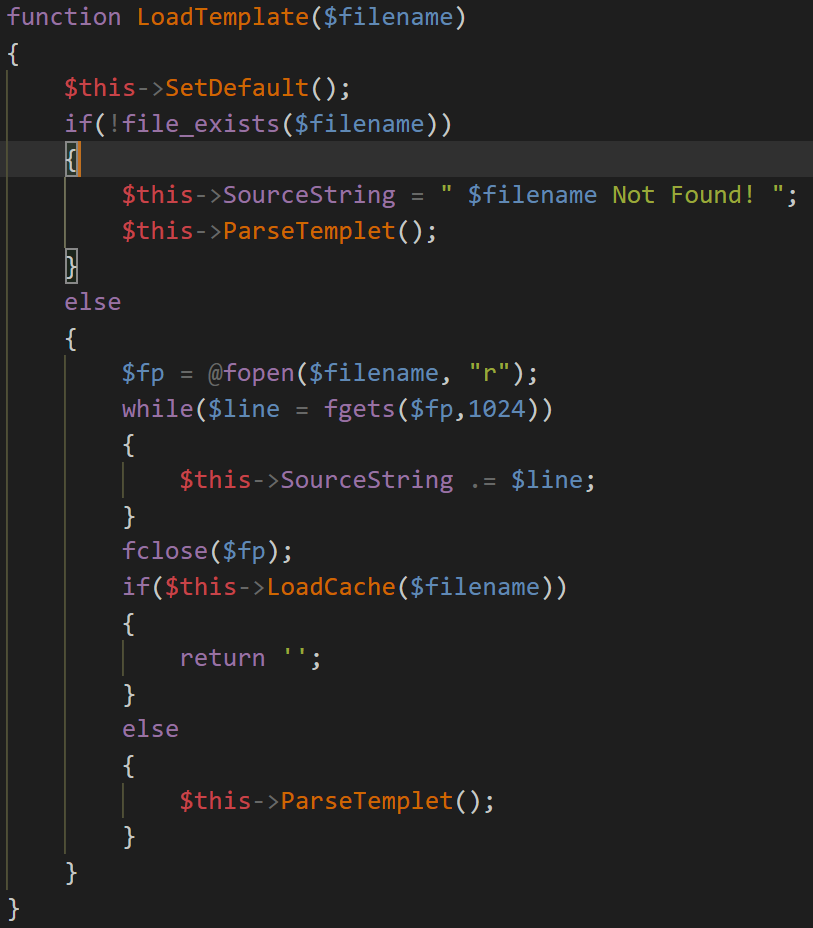 function LoadTemplate($filename)
{
    $this->SetDefault();
    if(!file_exists($filename))
    {
        $this->SourceString = " $filename Not Found! ";
        $this->ParseTemplet();
    }
    else
    {
        $fp = @fopen($filename, "r");
        while($line = fgets($fp,1024))
        {
            $this->SourceString .= $line;
        }
        fclose($fp);
        if($this->LoadCache($filename))
        {
            return '';
        }
        else
        {
            $this->ParseTemplet();
        }
    }
}